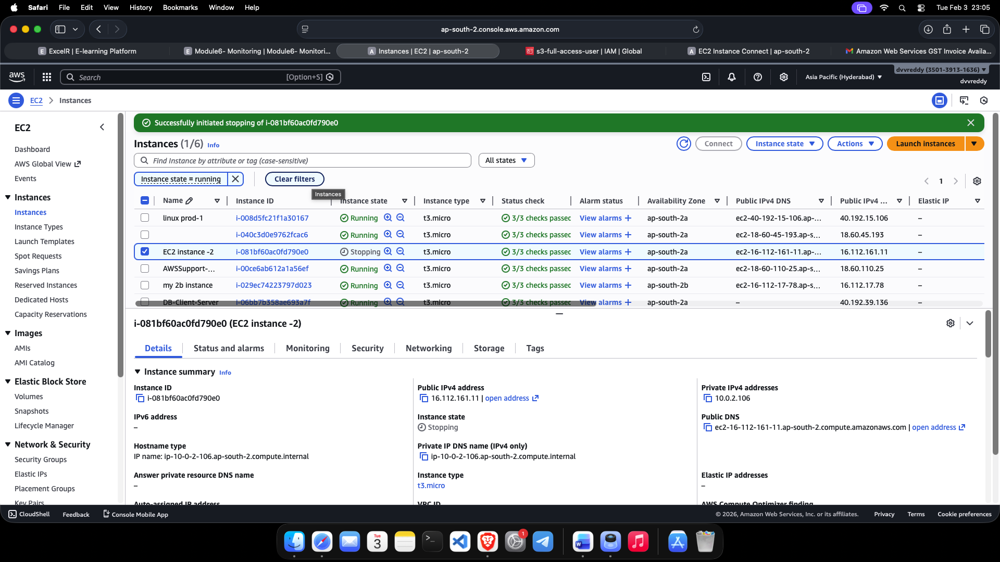 Safari File Edit View History Bookmarks Window Help Tue Feb 3 23:05
ap-south-2.console.aws.amazon.com
ExcelR | E-learning Platform Module6- Monitoring | Module6- Monitori... Instances | EC2 | ap-south-2 s3-full-access-user | IAM | Global EC2 Instance Connect | ap-south-2 Amazon Web Services GST Invoice Availa...
aws Search [Option+S] Asia Pacific (Hyderabad) dvvreddy (3501-3913-1636)
dvvreddy
EC2 Instances
EC2
Dashboard
AWS Global View
Events
Instances
Instances
Instance Types
Launch Templates
Spot Requests
Savings Plans
Reserved Instances
Dedicated Hosts
Capacity Reservations
Images
AMIs
AMI Catalog
Elastic Block Store
Volumes
Snapshots
Lifecycle Manager
Network & Security
Security Groups
Elastic IPs
Placement Groups
Key Pairs
Successfully initiated stopping of i-081bf60ac0fd790e0
Instances (1/6) Info Connect Instance state Actions Launch instances
Find Instance by attribute or tag (case-sensitive) All states
Instance state = running Clear filters 1
Instances
Name Instance ID Instance state Instance type Status check Alarm status Availability Zone Public IPv4 DNS Public IPv4 ... Elastic IP
linux prod-1 i-008d5fc21f1a30167 Running t3.micro 3/3 checks passec View alarms ap-south-2a ec2-40-192-15-106.ap-... 40.192.15.106 –
i-040c3d0e9762fcac6 Running t3.micro 3/3 checks passec View alarms ap-south-2a ec2-18-60-45-193.ap-s... 18.60.45.193 –
EC2 instance -2 i-081bf60ac0fd790e0 Stopping t3.micro 3/3 checks passec View alarms ap-south-2a ec2-16-112-161-11.ap-... 16.112.161.11 –
AWSSupport-... i-00ce6ab612a1a56ef Running t3.micro 3/3 checks passec View alarms ap-south-2a ec2-18-60-110-25.ap-s... 18.60.110.25 –
my 2b instance i-029ec74223797d023 Running t3.micro 3/3 checks passec View alarms ap-south-2b ec2-16-112-17-78.ap-s... 16.112.17.78 –
DB-Client-Server i-06bb7b358ae693a7f Running t3.micro 3/3 checks passec View alarms ap-south-2a – 40.192.39.136 –
i-081bf60ac0fd790e0 (EC2 instance -2)
Details Status and alarms Monitoring Security Networking Storage Tags
Instance summary Info
Instance ID
i-081bf60ac0fd790e0
IPv6 address
–
Hostname type
IP name: ip-10-0-2-106.ap-south-2.compute.internal
Answer private resource DNS name
–
Auto-assigned IP address
Public IPv4 address
16.112.161.11 | open address
Instance state
Stopping
Private IP DNS name (IPv4 only)
ip-10-0-2-106.ap-south-2.compute.internal
Instance type
t3.micro
VPC ID
Private IPv4 addresses
10.0.2.106
Public DNS
ec2-16-112-161-11.ap-south-2.compute.amazonaws.com | open address
Elastic IP addresses
–
AWS Compute Optimizer finding
CloudShell Feedback Console Mobile App © 2026, Amazon Web Services, Inc. or its affiliates. Privacy Terms Cookie preferences
Tue
3
1